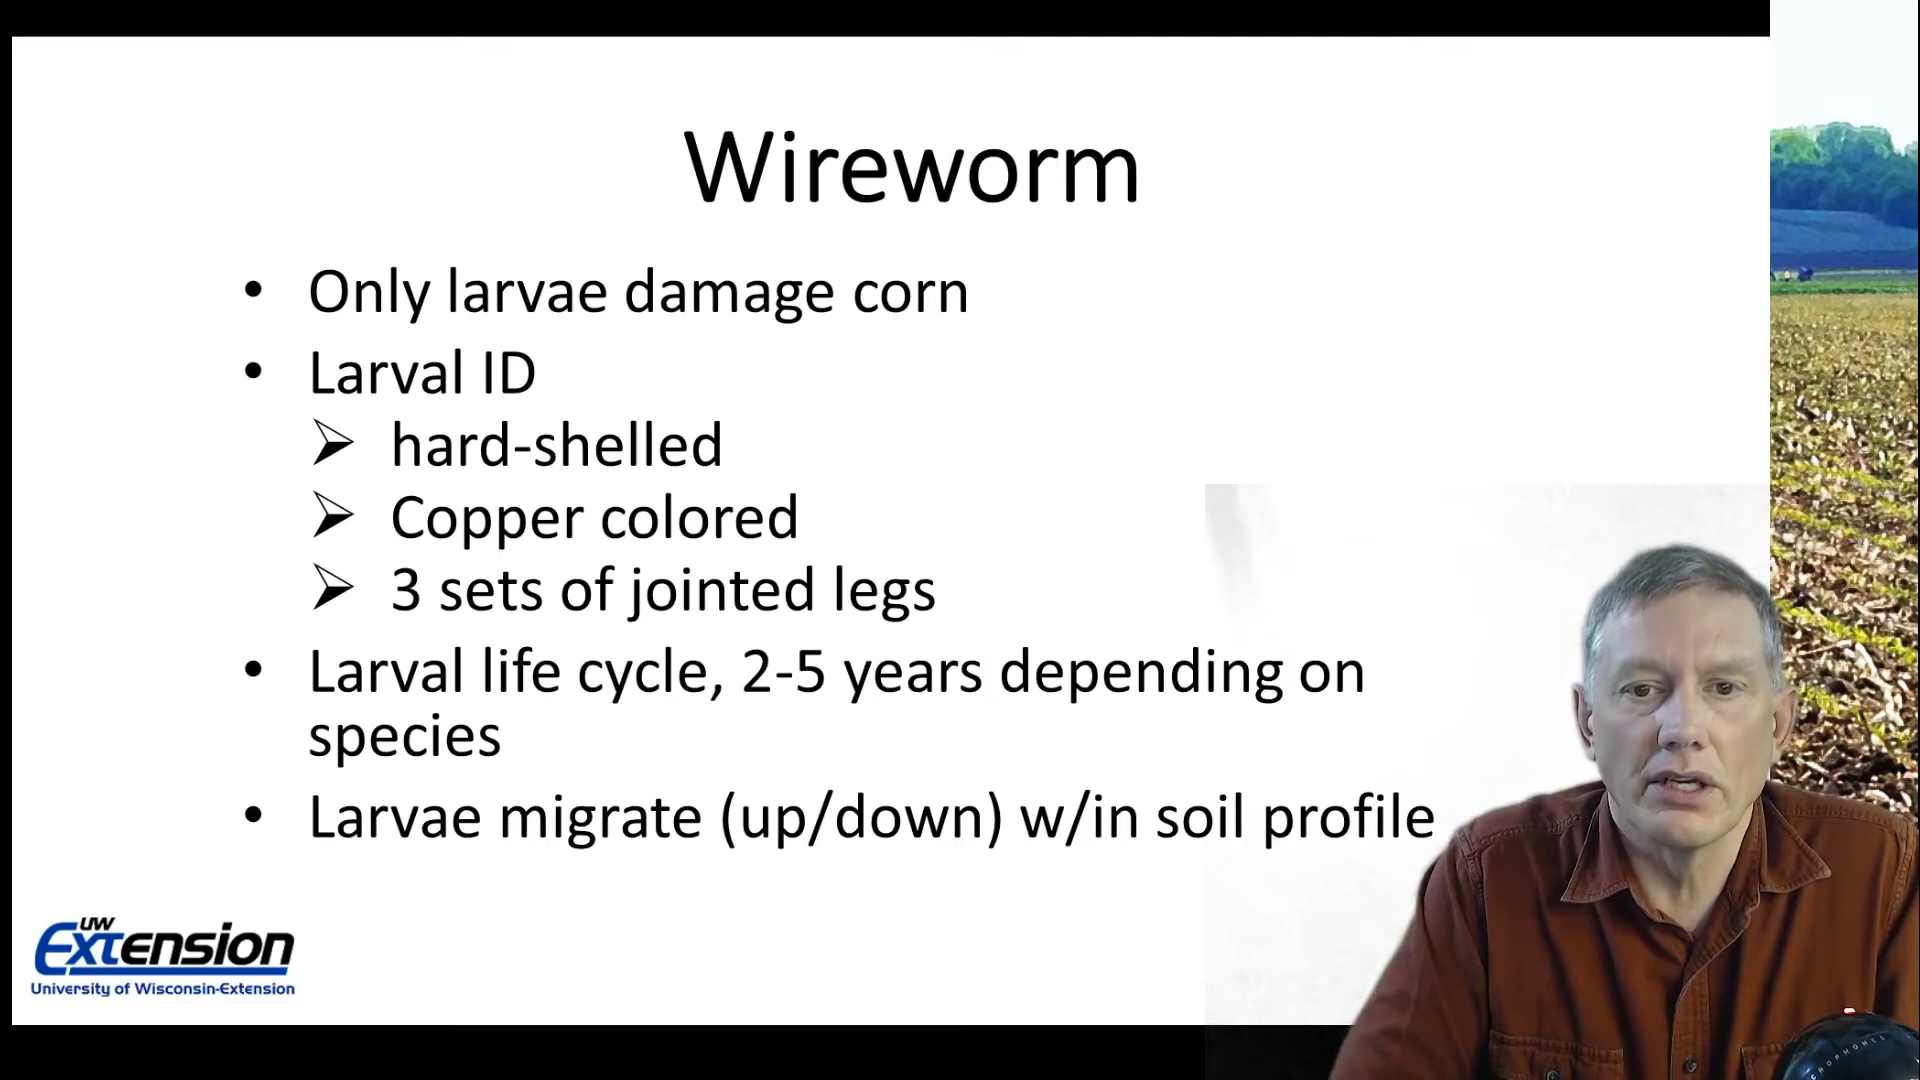 Wireworm
• Only larvae damage corn
• Larval ID
➢ hard-shelled
➢ Copper colored
➢ 3 sets of jointed legs
• Larval life cycle, 2-5 years depending on
species
• Larvae migrate (up/down) w/in soil profile
UW
Extension
University of Wisconsin-Extension